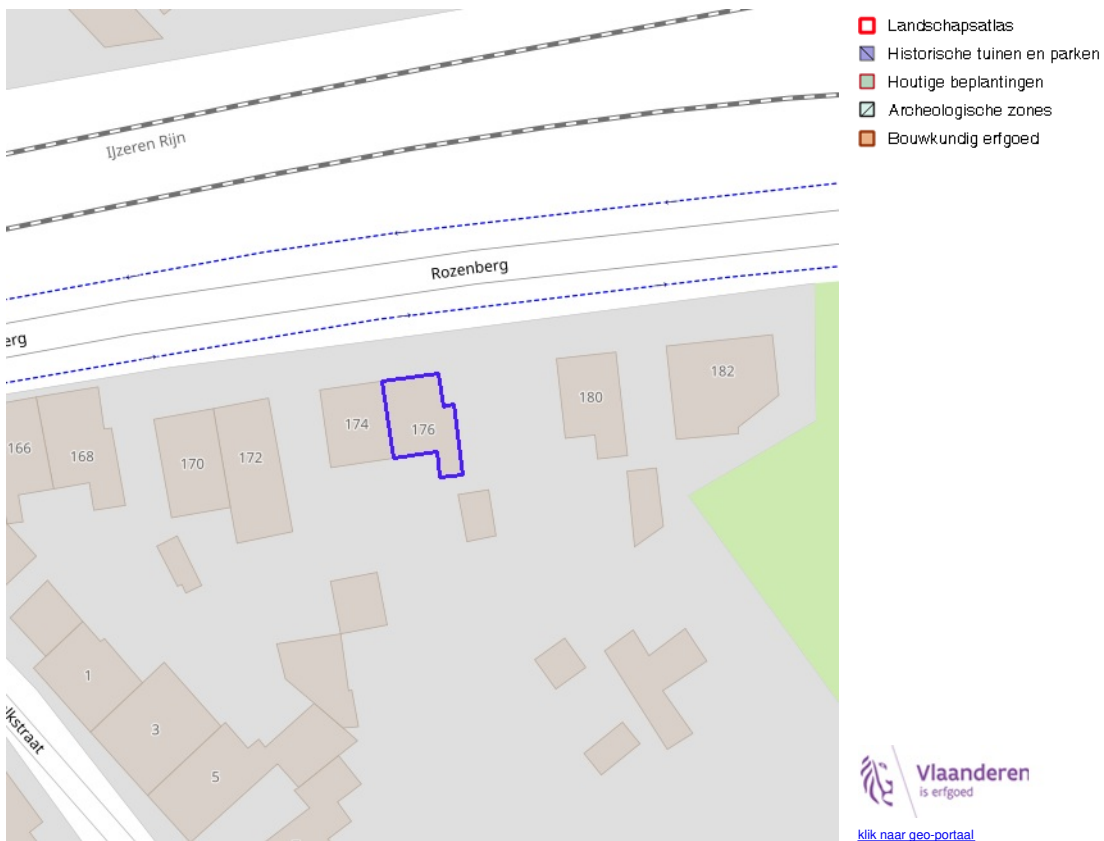 Landschapsatlas
Historische tuinen en parken
Houtige beplantingen
Archeologische zones
Bouwkundig erfgoed
IJzeren Rijn
Rozenberg
erg
182
180
174
176
166
168
170
172
1
3
5
lkstraat
Vlaanderen
is erfgoed
klik naar geo-portaal